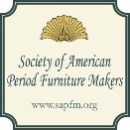 Society of American
Period Furniture Makers
www.sapfm.org